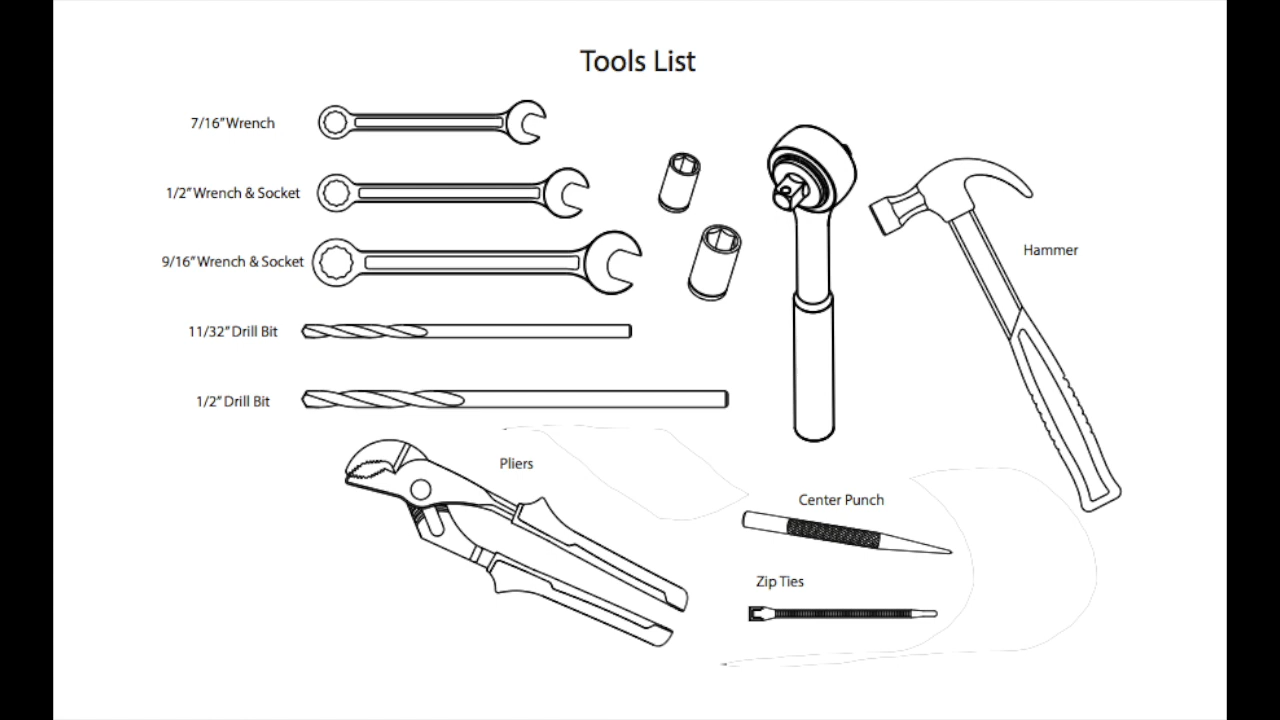 Tools List
7/16" Wrench
1/2" Wrench & Socket
9/16" Wrench & Socket
Hammer
11/32" Drill Bit
1/2" Drill Bit
Pliers
Center Punch
Zip Ties